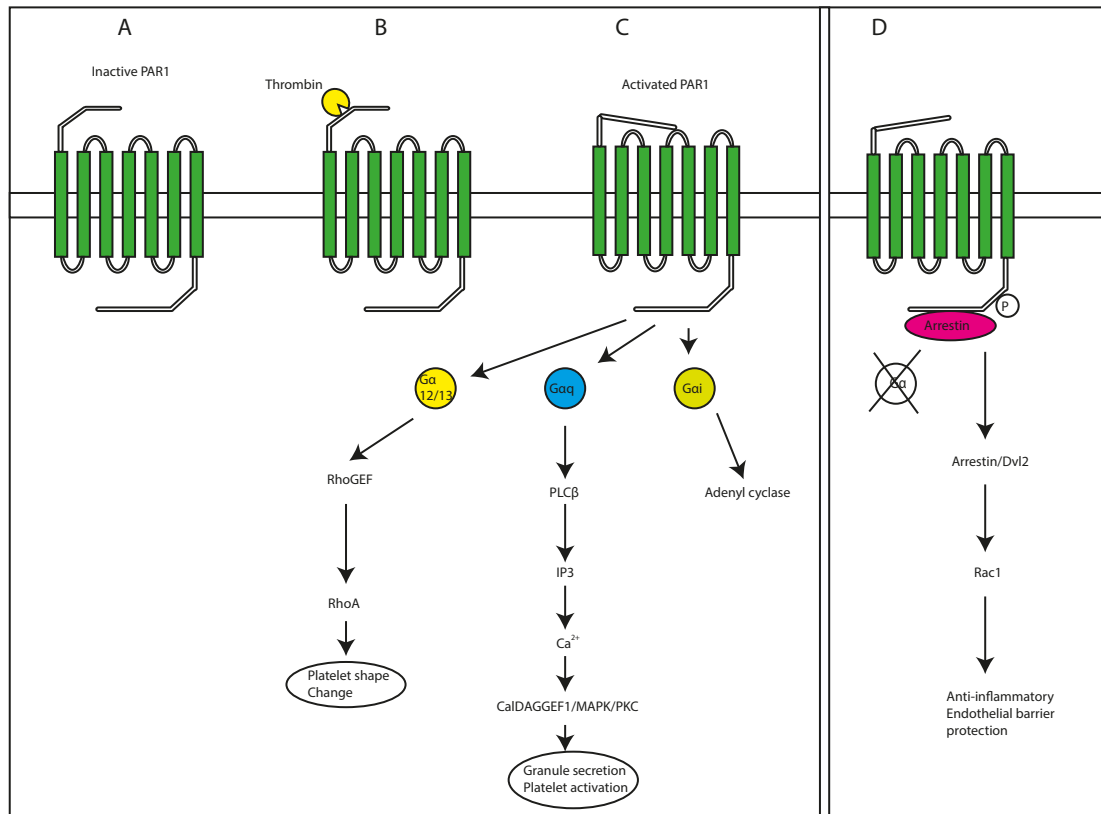 A
B
C
D
Inactive PAR1
Thrombin
Activated PAR1
P
Arrestin
Gα
12/13
Gαq
Gαi
Gα
RhoGEF
PLCβ
Adenyl cyclase
Arrestin/Dvl2
IP3
Rac1
RhoA
Ca²⁺
Platelet shape
Change
CalDAGGEF1/MAPK/PKC
Anti-inflammatory
Endothelial barrier
protection
Granule secretion
Platelet activation